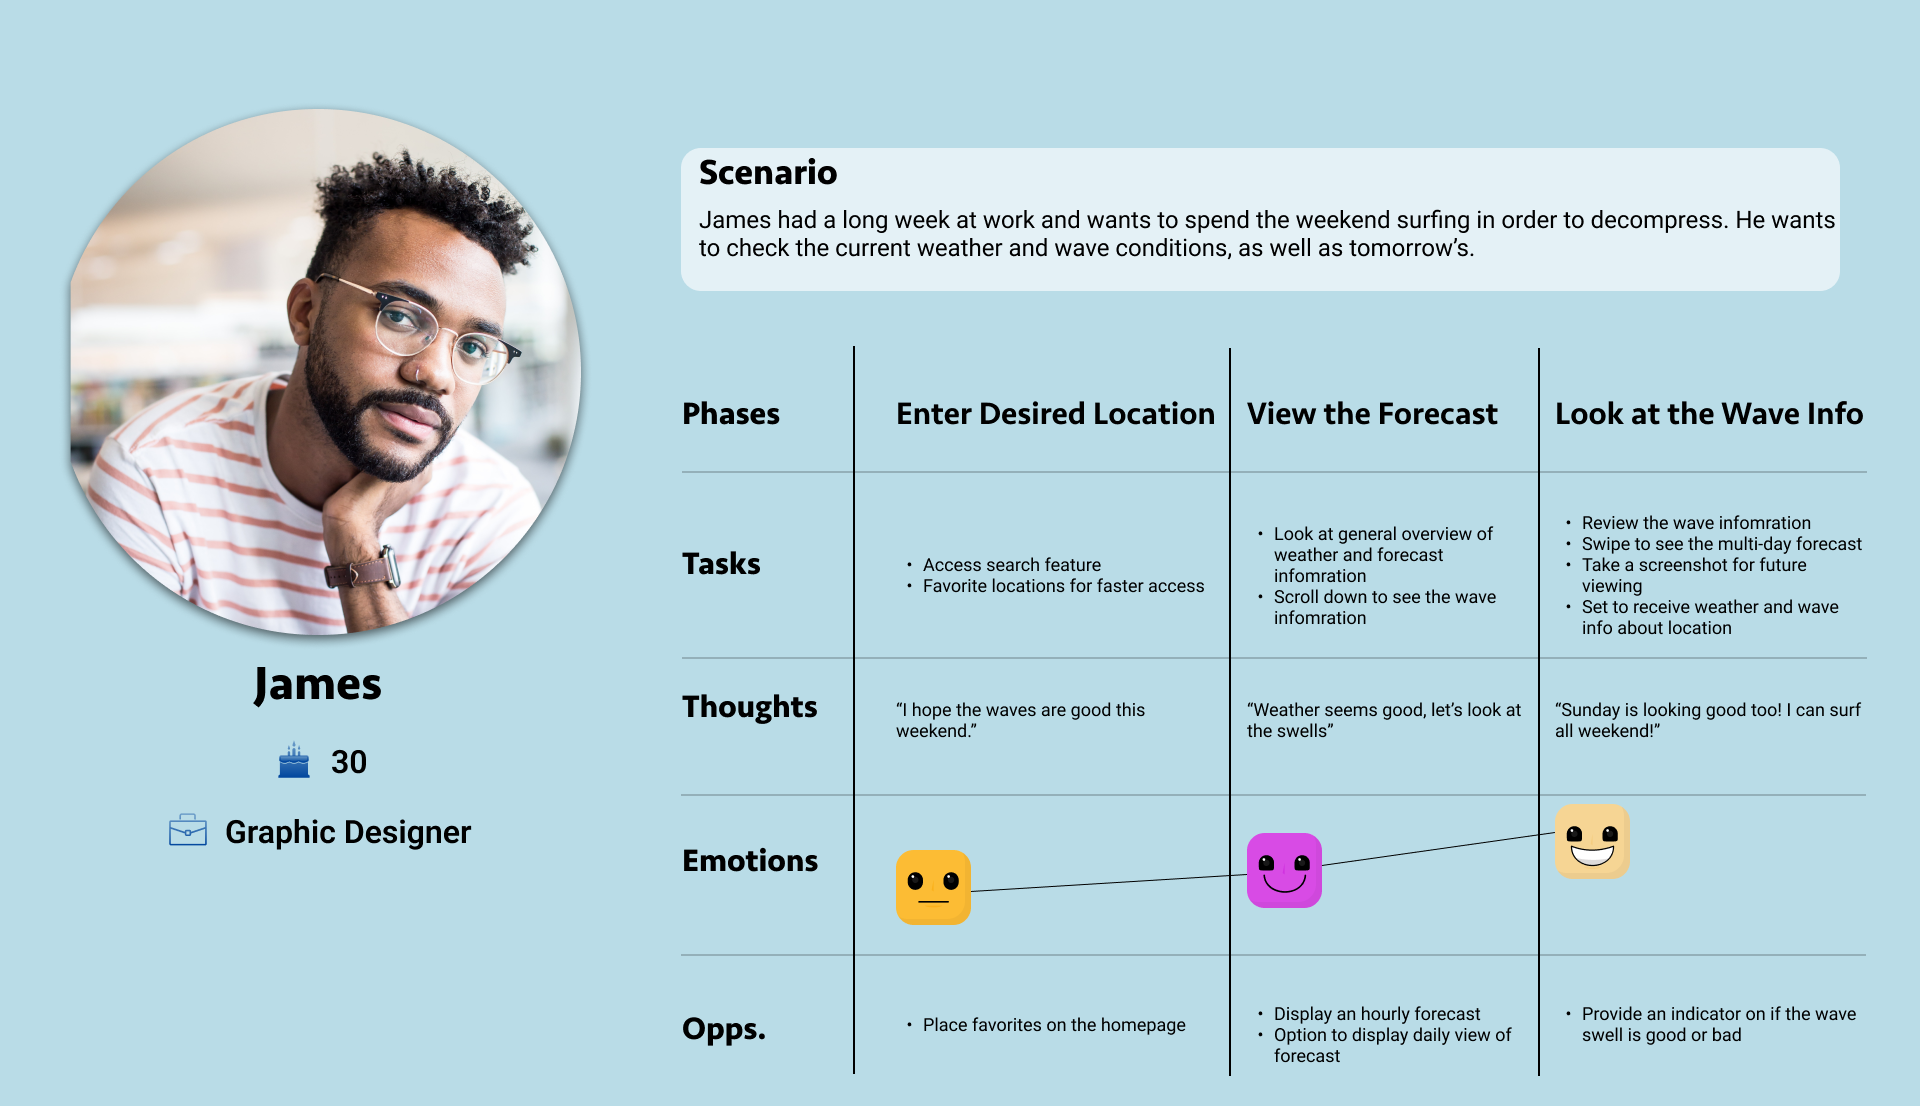 Scenario
James had a long week at work and wants to spend the weekend surfing in order to decompress. He wants
to check the current weather and wave conditions, as well as tomorrow’s.
James
30
Graphic Designer
Phases
Enter Desired Location
View the Forecast
Look at the Wave Info
Tasks
• Access search feature
• Favorite locations for faster access
• Look at general overview of
weather and forecast
infomration
• Scroll down to see the wave
infomration
• Review the wave infomration
• Swipe to see the multi-day forecast
• Take a screenshot for future
viewing
• Set to receive weather and wave
info about location
Thoughts
“I hope the waves are good this
weekend.”
“Weather seems good, let’s look at
the swells”
“Sunday is looking good too! I can surf
all weekend!”
Emotions
Opps.
• Place favorites on the homepage
• Display an hourly forecast
• Option to display daily view of
forecast
• Provide an indicator on if the wave
swell is good or bad